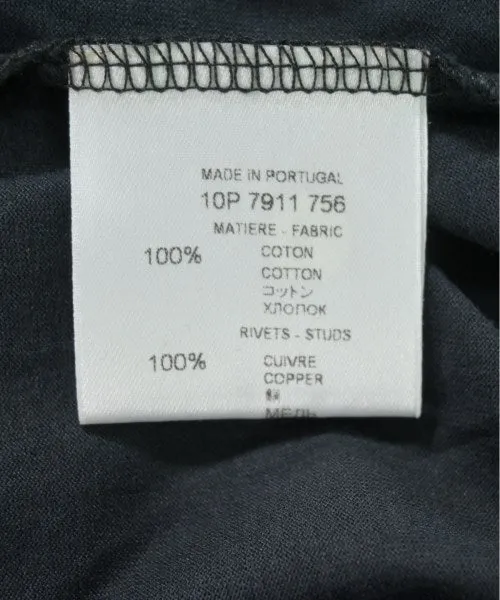 MADE IN PORTUGAL
10P 7911 756
MATIERE - FABRIC
100% COTON
COTTON
コットン
ХЛОПОК
RIVETS - STUDS
100% CUIVRE
COPPER
МЕДЬ